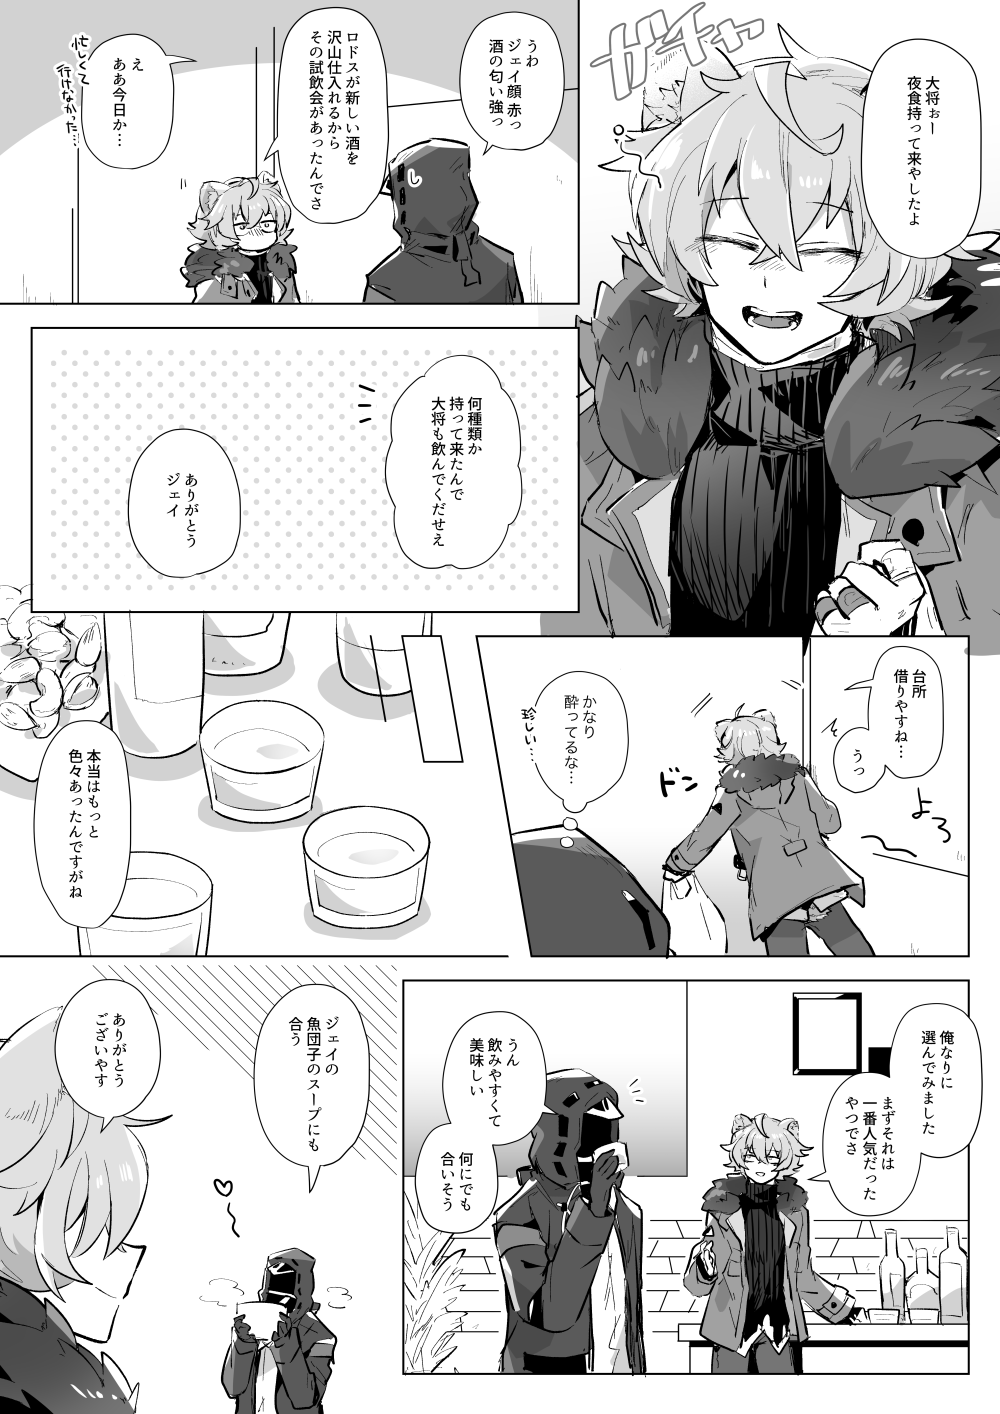 ガチャ
大将ぉー
夜食持って来やしたよ
うわ
ジェイ顔赤っ
酒の匂い強っ
ロドスが新しい酒を
沢山仕入れるから
その試飲会があったんでさ
え
ああ今日か…
忙しくて
行けなかった…
何種類か
持って来たんで
大将も飲んでくだせえ
ありがとう
ジェイ
台所
借りやすね…
うっ
よろ
ドン
かなり
酔ってるな…
珍しい…
本当はもっと
色々あったんですがね
俺なりに
選んでみました
まずそれは
一番人気だった
やつでさ
うん
飲みやすくて
美味しい
何にでも
合いそう
ジェイの
魚団子のスープにも
合う
ありがとう
ございやす